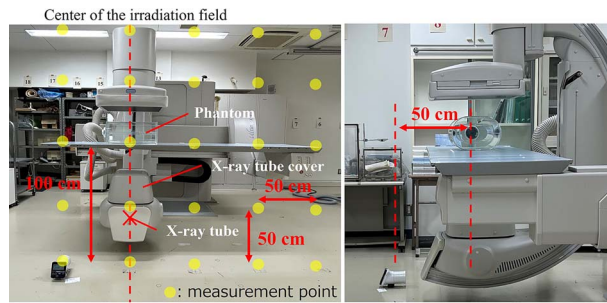 Center of the irradiation field
Phantom
X-ray tube cover
100 cm
50 cm
X-ray tube
50 cm
: measurement point
7
50 cm